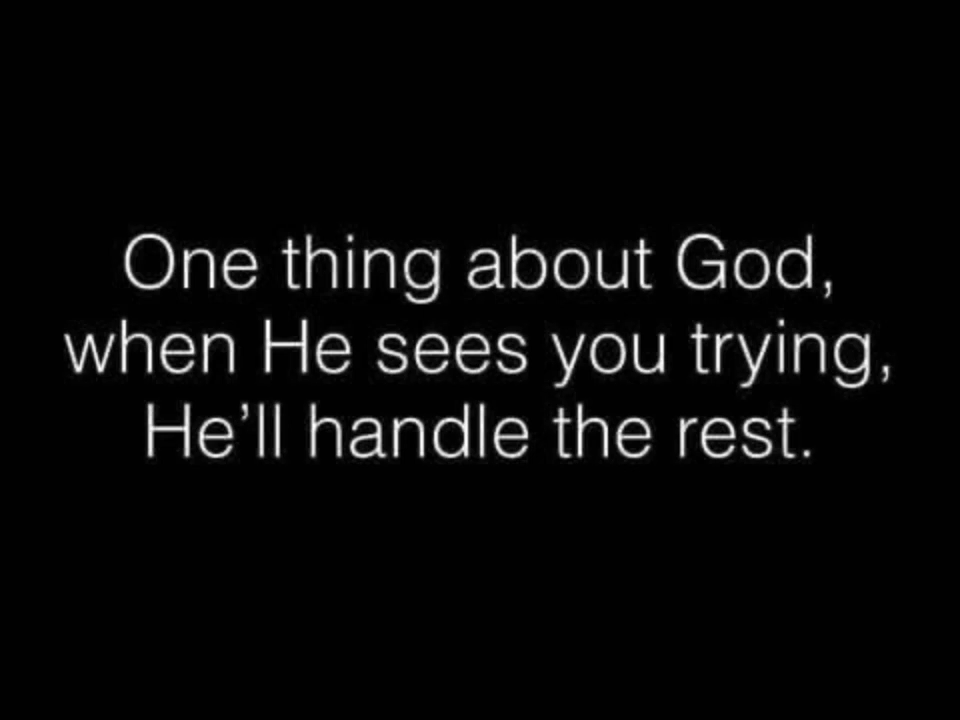 One thing about God,
when He sees you trying,
He’ll handle the rest.